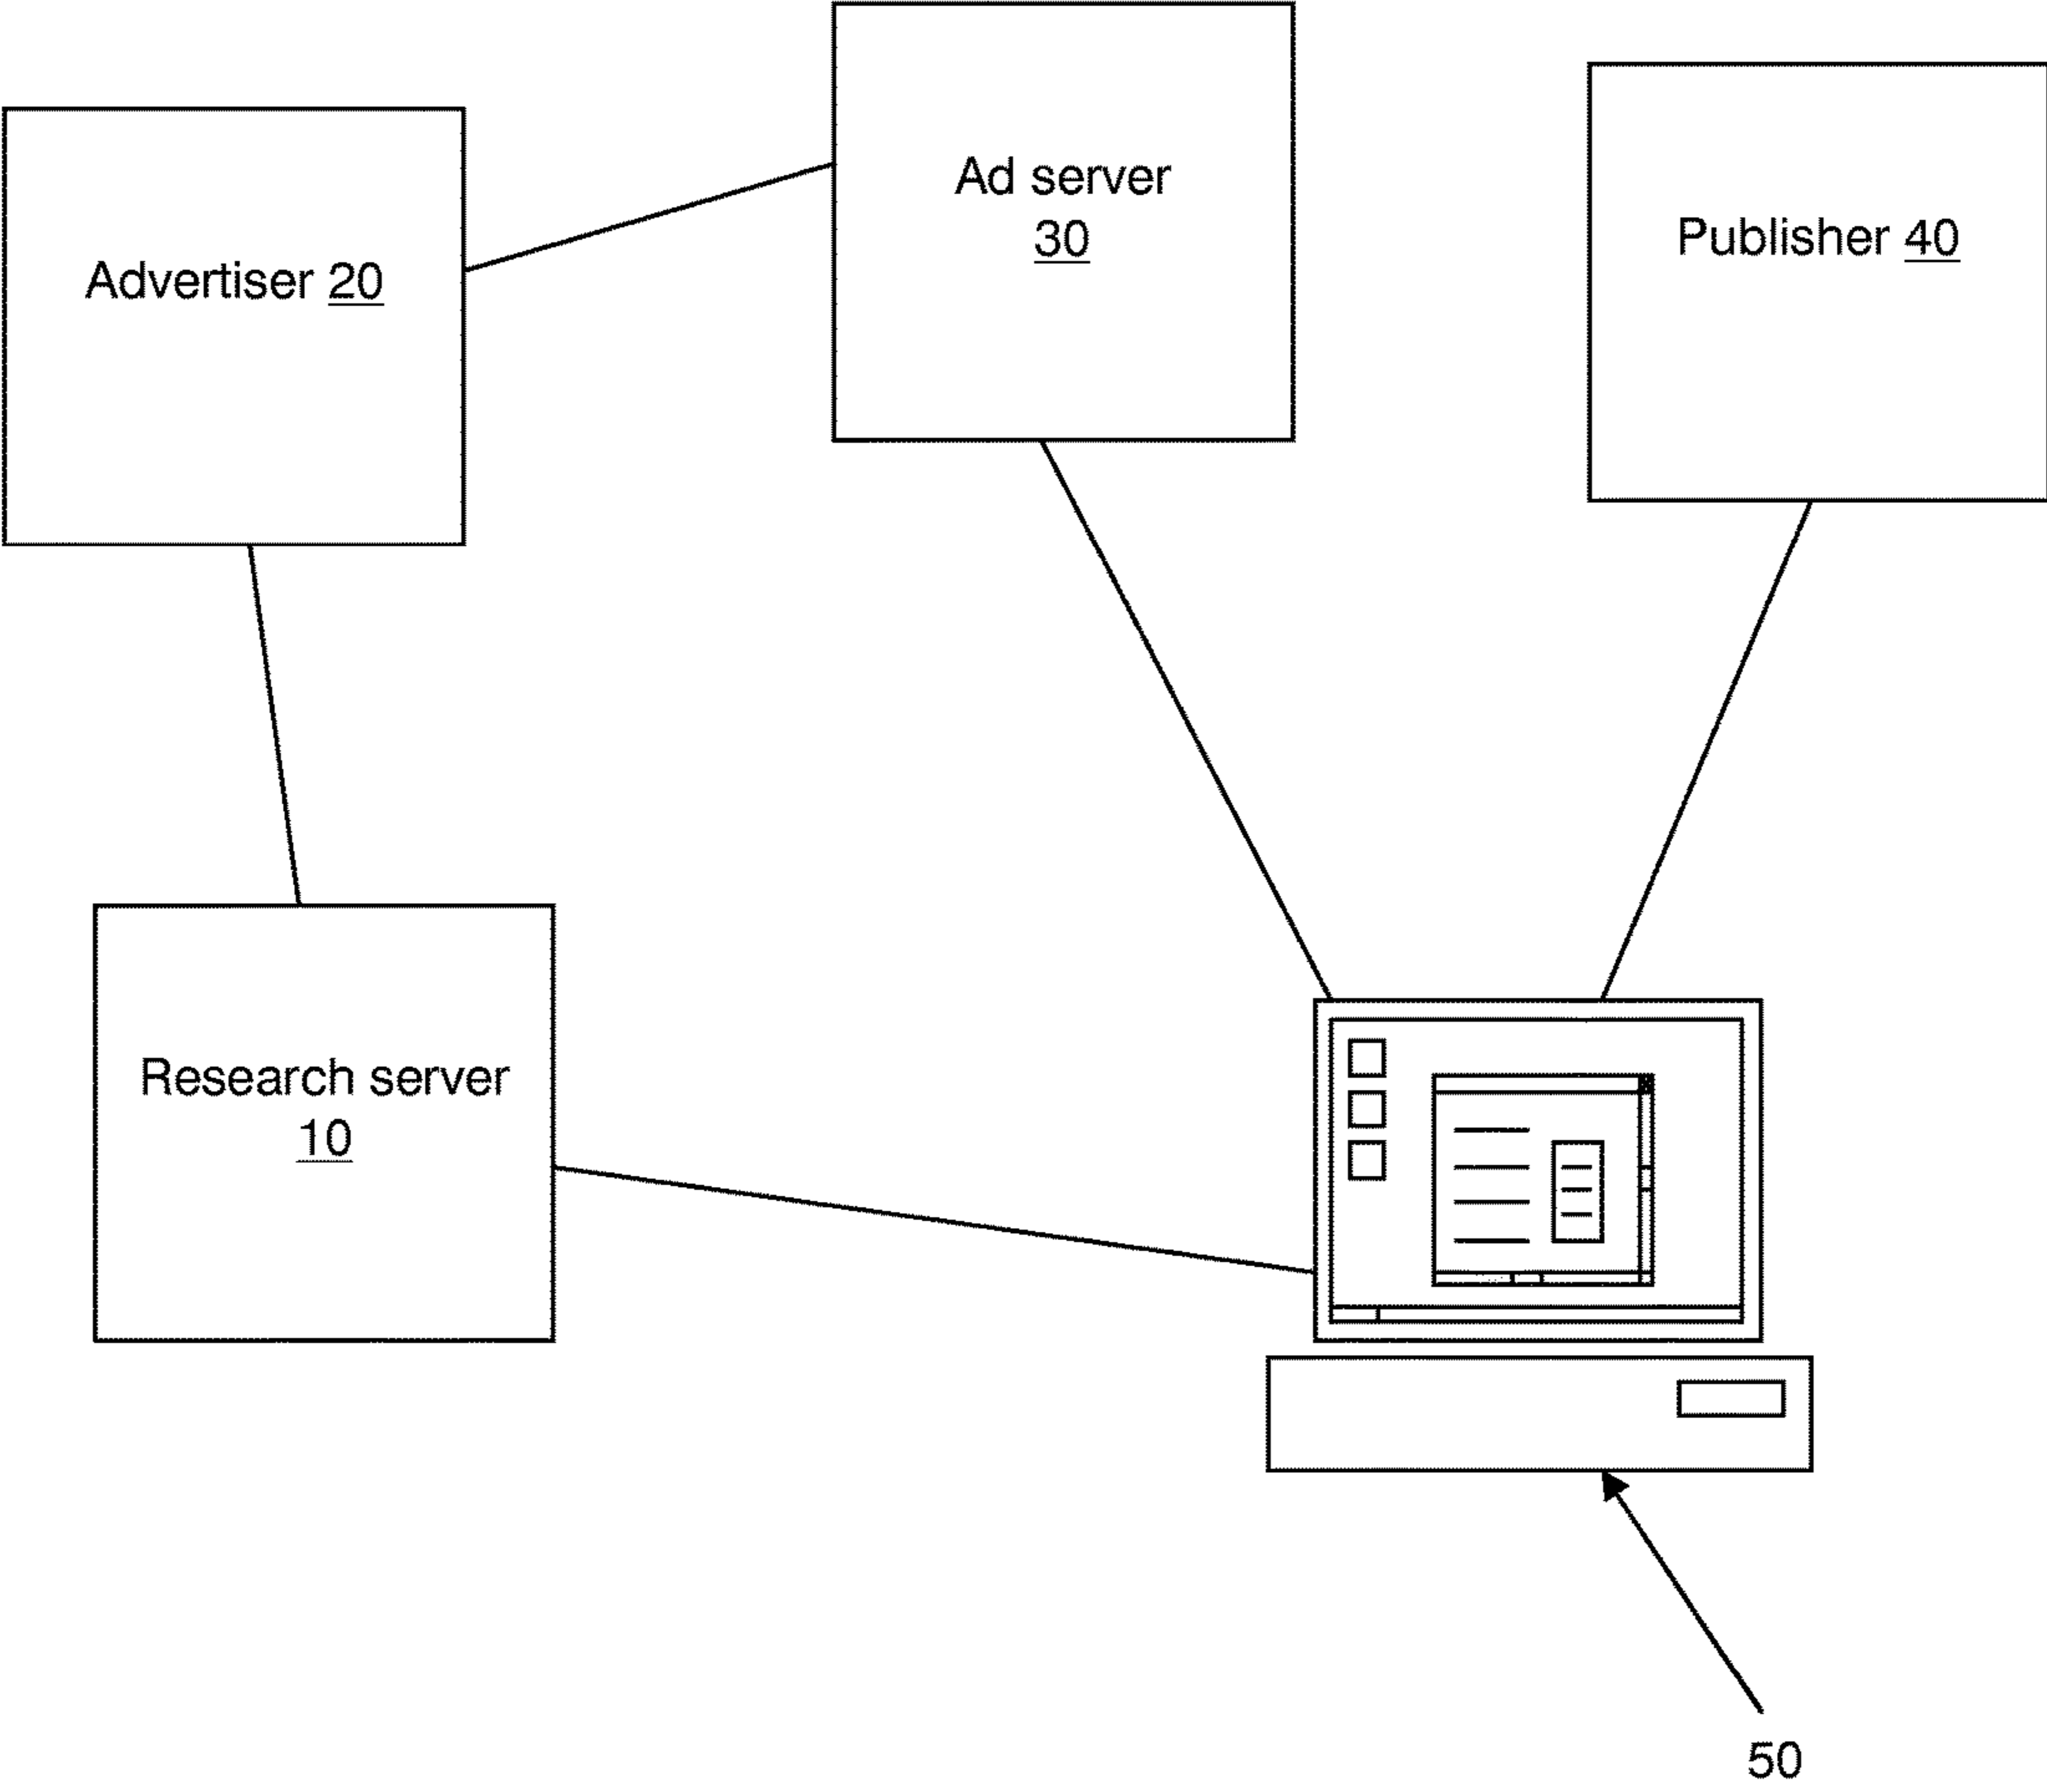 Ad server
30
Publisher 40
Advertiser 20
Research server
10
50